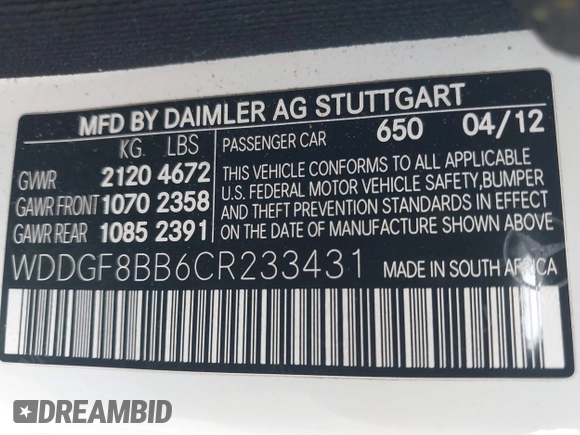 MFD BY DAIMLER AG STUTTGART
KG. LBS
GVWR 2120 4672
GAWR FRONT 1070 2358
GAWR REAR 1085 2391
PASSENGER CAR 650 04/12
THIS VEHICLE CONFORMS TO ALL APPLICABLE
U.S. FEDERAL MOTOR VEHICLE SAFETY, BUMPER
AND THEFT PREVENTION STANDARDS IN EFFECT
ON THE DATE OF MANUFACTURE SHOWN ABOVE
WDDGF8BB6CR233431 MADE IN SOUTH AFRICA
DREAMBID